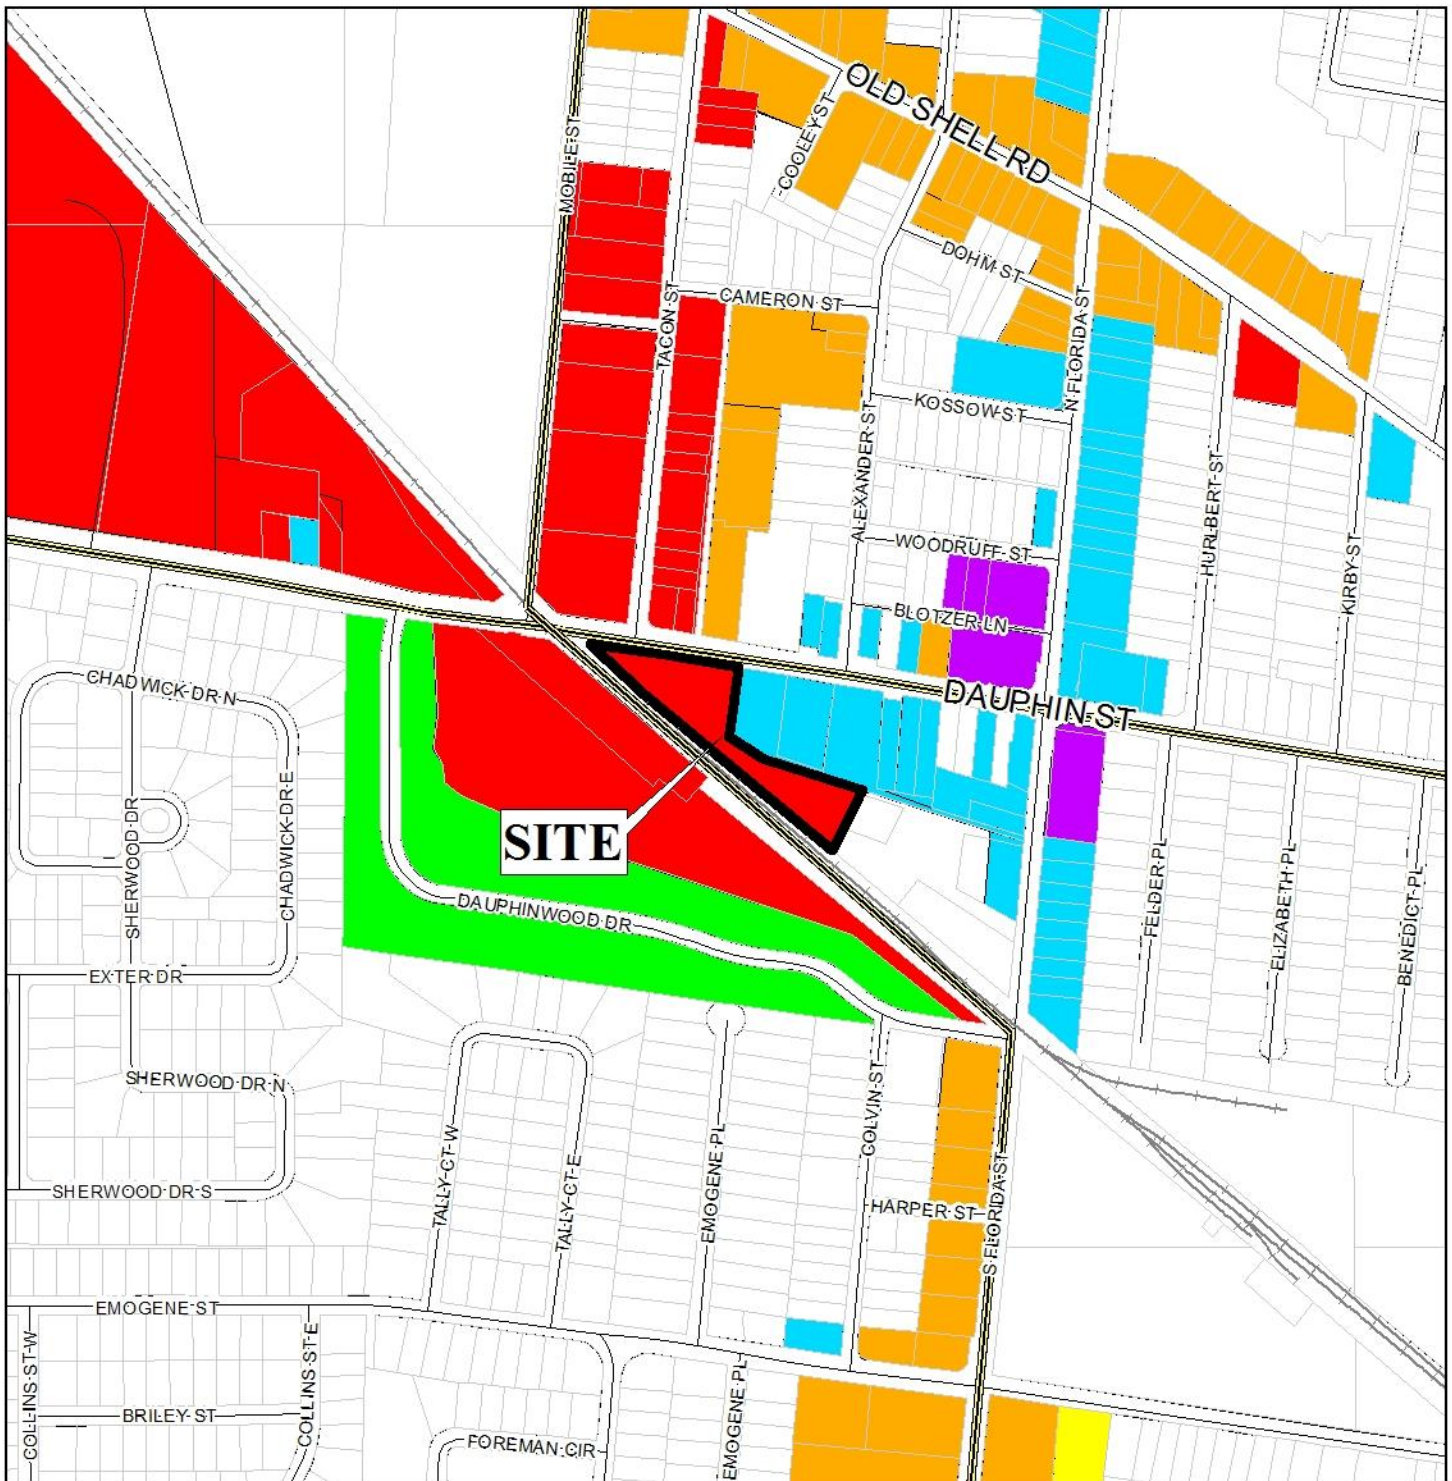 OLD SHELL RD
MOBILE ST
COOLEY ST
DOHM ST
CAMERON ST
TACON ST
N FLORIDA ST
KOSSOW ST
ALEXANDER ST
HURLBERT ST
WOODRUFF ST
KIRBY ST
BLOTZER LN
DAUPHIN ST
CHADWICK DR N
CHADWICK DR E
SHERWOOD DR
SITE
FELDER PL
ELIZABETH PL
BENEDICT PL
DAUPHINWOOD DR
EXTER DR
SHERWOOD DR N
COLVIN ST
TALLY CT W
TALLY CT E
EMOGENE PL
SHERWOOD DR S
HARPER ST
S FLORIDA ST
EMOGENE ST
COLLINS ST W
COLLINS ST E
BRILEY ST
FOREMAN CIR
EMOGENE PL